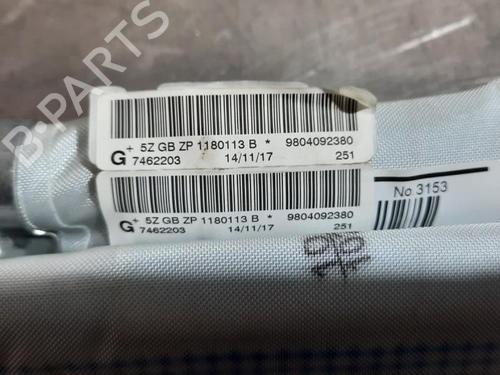 B-PARTS
+ 5Z GB ZP 1180113 B * 9804092380
G 7462203 14/11/17 251
+ 5Z GB ZP 1180113 B * 9804092380
G 7462203 14/11/17 251
No 3153